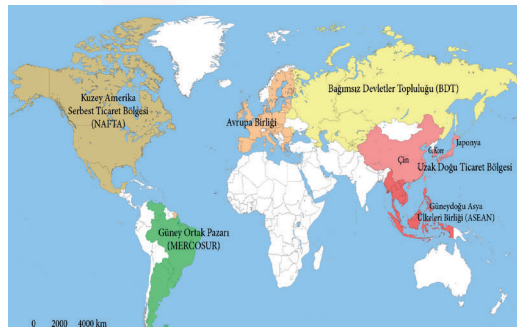 Kuzey Amerika
Serbest Ticaret Bölgesi
(NAFTA)
Bağımsız Devletler Topluluğu (BDT)
Avrupa Birliği
Japonya
G.Kore
Çin
Uzak Doğu Ticaret Bölgesi
Güneydoğu Asya
Ülkeleri Birliği (ASEAN)
Güney Ortak Pazarı
(MERCOSUR)
0 2000 4000 km